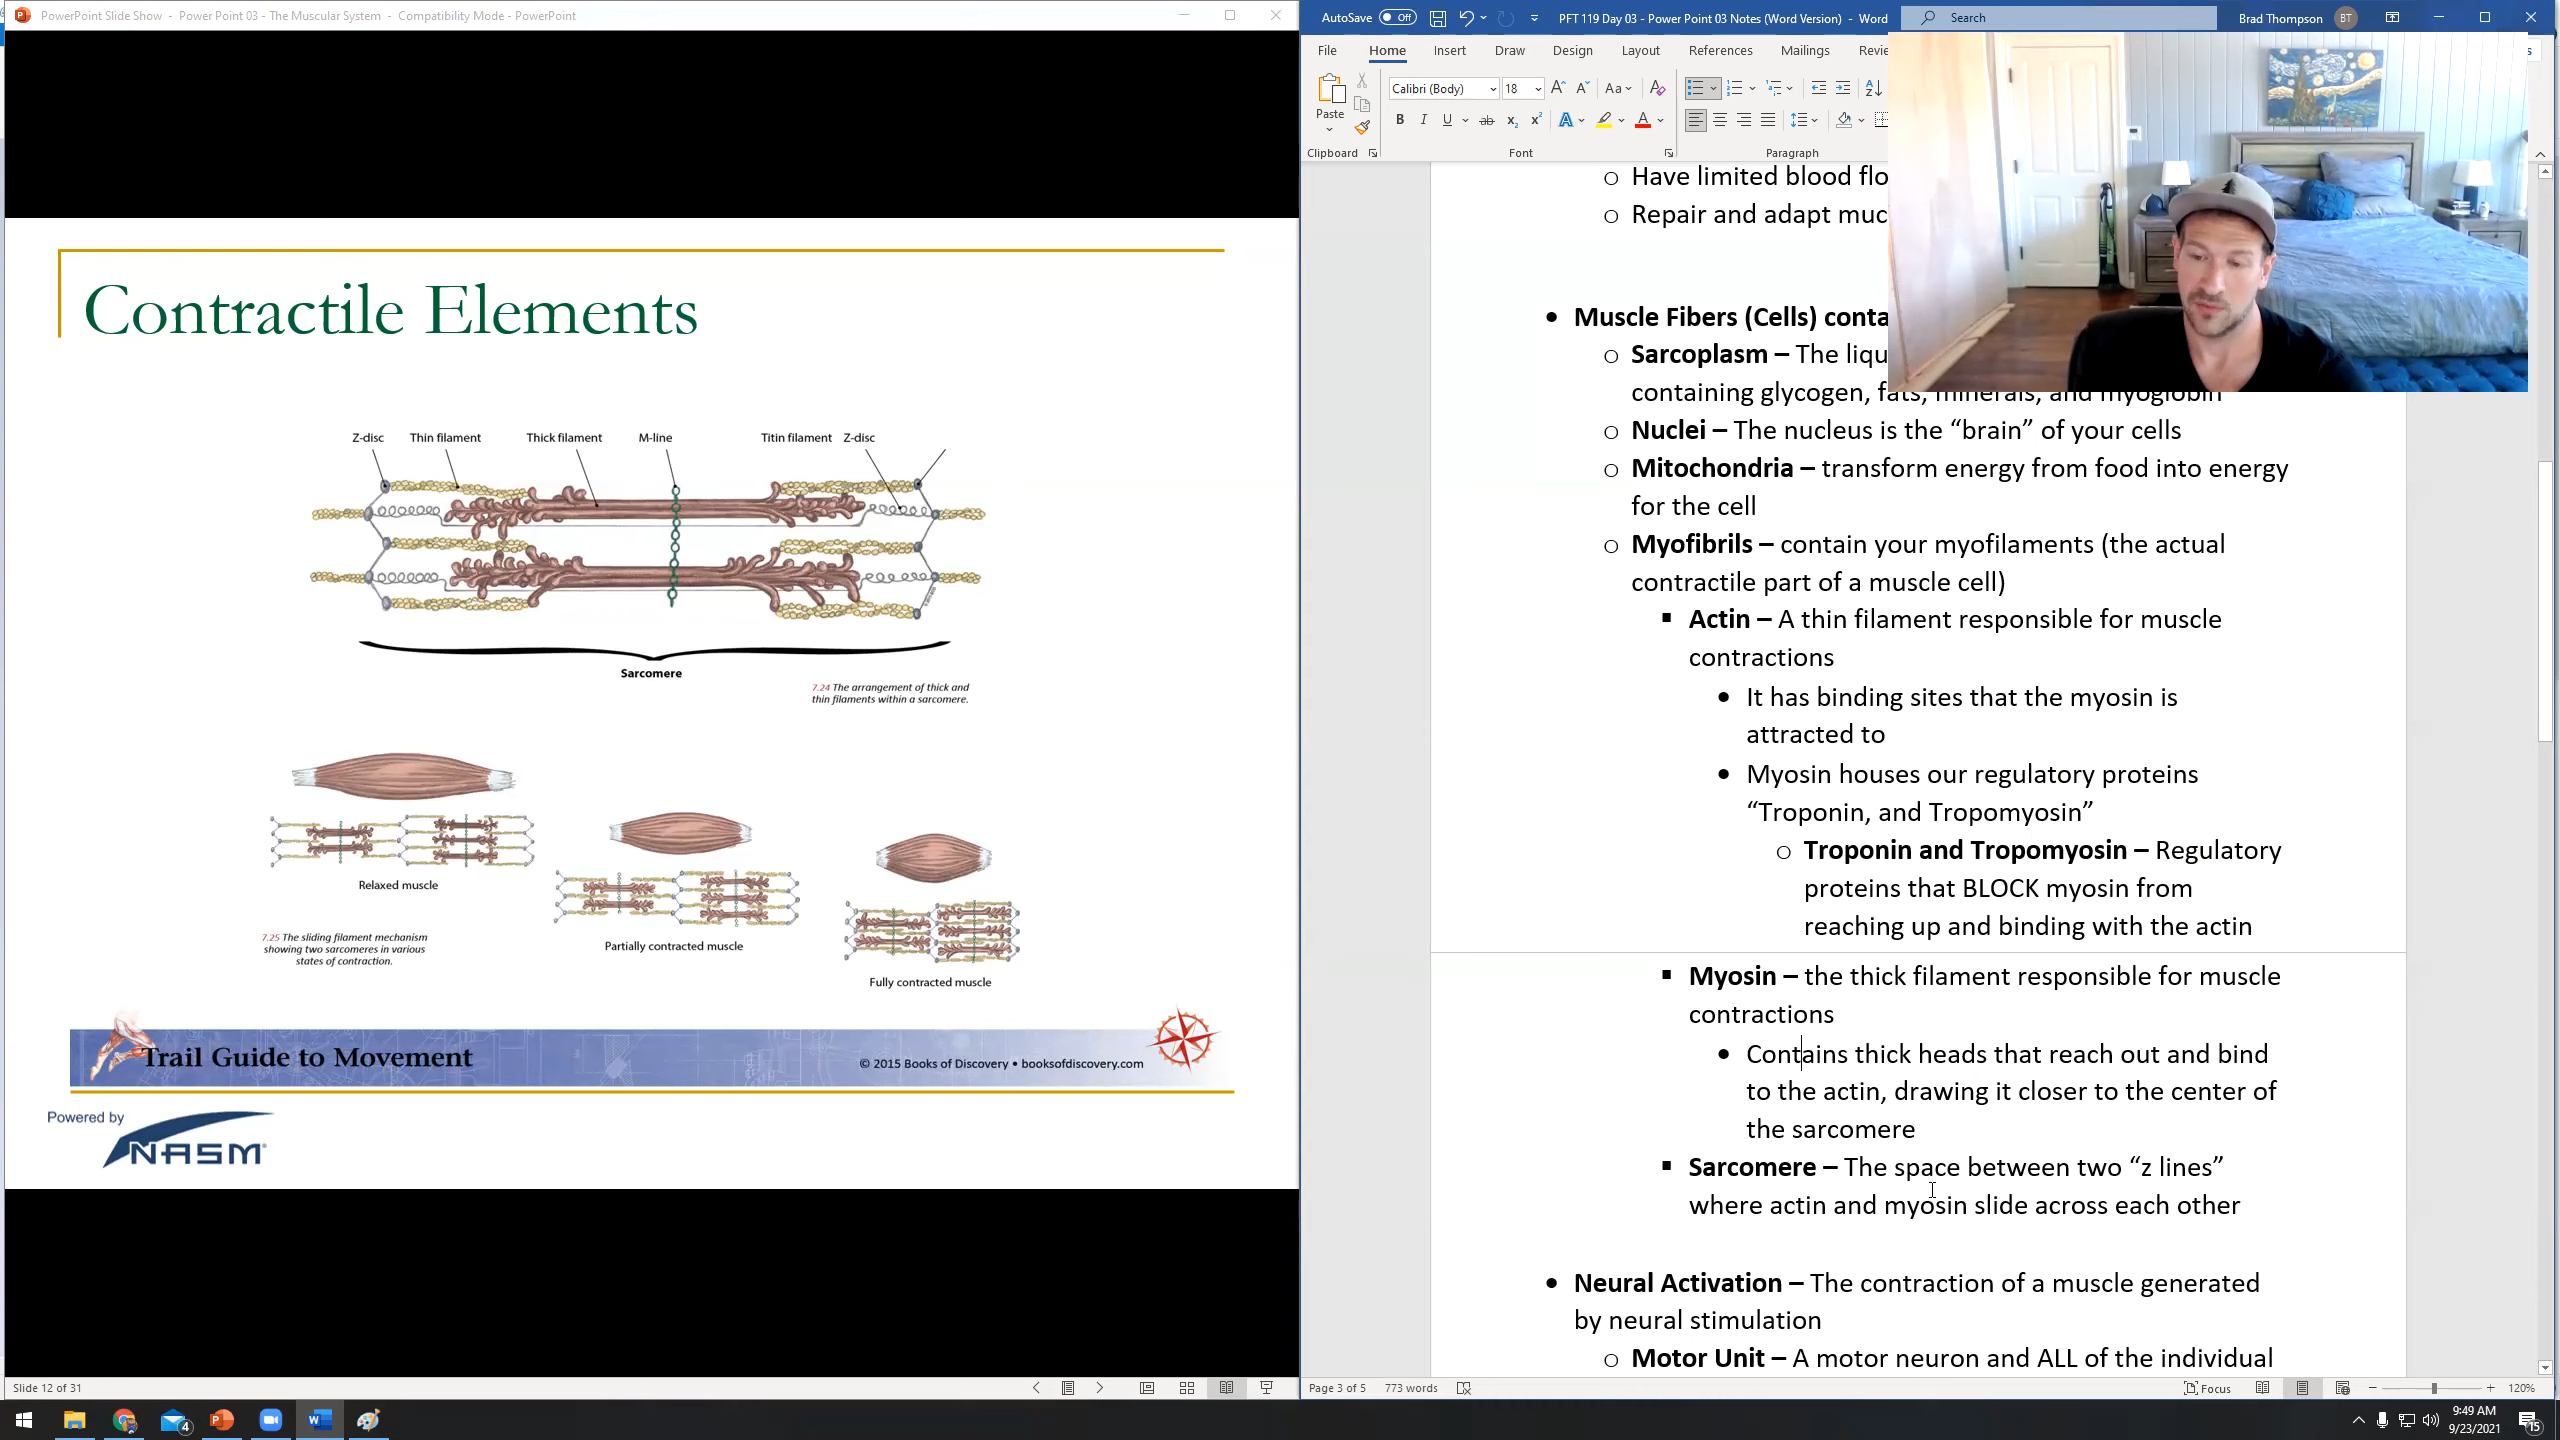 PowerPoint Slide Show - Power Point 03 - The Muscular System - Compatibility Mode - PowerPoint
Contractile Elements
Z-disc Thin filament Thick filament M-line Titin filament Z-disc
Sarcomere
7.24 The arrangement of thick and
thin filaments within a sarcomere.
Relaxed muscle
7.25 The sliding filament mechanism
showing two sarcomeres in various
states of contraction.
Partially contracted muscle
Fully contracted muscle
Trail Guide to Movement
© 2015 Books of Discovery • booksofdiscovery.com
Powered by
NASM
Slide 12 of 31
AutoSave Off PFT 119 Day 03 - Power Point 03 Notes (Word Version) - Word Search Brad Thompson BT
File Home Insert Draw Design Layout References Mailings
Calibri (Body) 18 Aa
Paste
B I U ab x₂ x² A A
Clipboard Font Paragraph
o Have limited blood flo
o Repair and adapt muc
• Muscle Fibers (Cells) conta
o Sarcoplasm – The liqu
containing glycogen, fats, minerals, and myoglobin
o Nuclei – The nucleus is the “brain” of your cells
o Mitochondria – transform energy from food into energy
for the cell
o Myofibrils – contain your myofilaments (the actual
contractile part of a muscle cell)
▪ Actin – A thin filament responsible for muscle
contractions
• It has binding sites that the myosin is
attracted to
• Myosin houses our regulatory proteins
“Troponin, and Tropomyosin”
o Troponin and Tropomyosin – Regulatory
proteins that BLOCK myosin from
reaching up and binding with the actin
▪ Myosin – the thick filament responsible for muscle
contractions
• Contains thick heads that reach out and bind
to the actin, drawing it closer to the center of
the sarcomere
▪ Sarcomere – The space between two “z lines”
where actin and myosin slide across each other
• Neural Activation – The contraction of a muscle generated
by neural stimulation
o Motor Unit – A motor neuron and ALL of the individual
Page 3 of 5 773 words Focus 120%
4
9:49 AM
9/23/2021
15